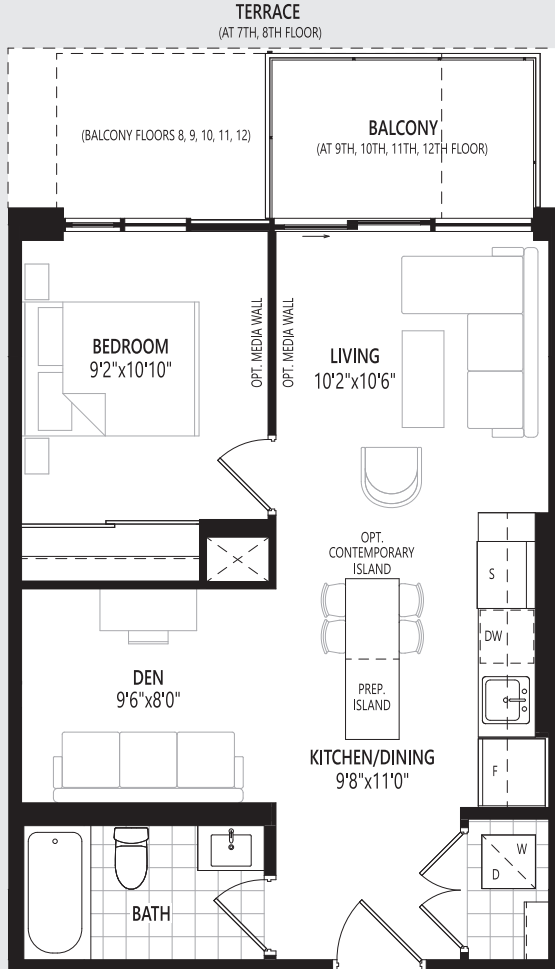 TERRACE
(AT 7TH, 8TH FLOOR)
(BALCONY FLOORS 8, 9, 10, 11, 12)
BALCONY
(AT 9TH, 10TH, 11TH, 12TH FLOOR)
BEDROOM
9'2"x10'10"
OPT. MEDIA WALL
OPT. MEDIA WALL
LIVING
10'2"x10'6"
OPT.
CONTEMPORARY
ISLAND
S
DW
DEN
9'6"x8'0"
PREP.
ISLAND
KITCHEN/DINING
9'8"x11'0"
F
BATH
W
D